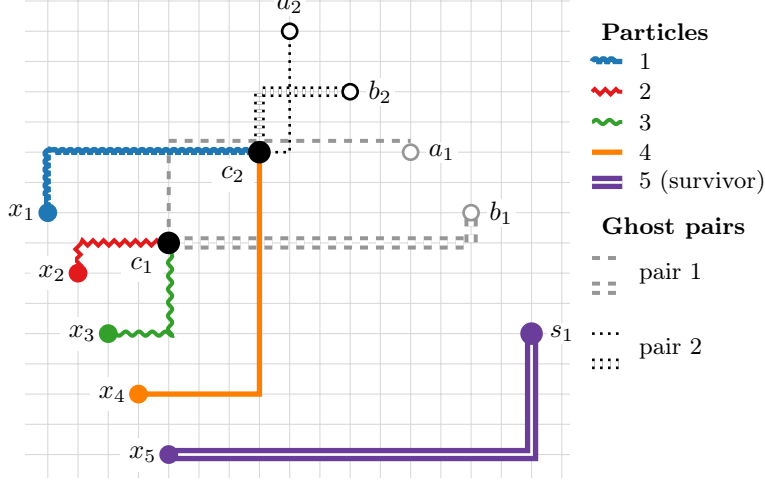 a₂
b₂
a₁
c₂
x₁
b₁
c₁
x₂
x₃
s₁
x₄
x₅
Particles
1
2
3
4
5 (survivor)
Ghost pairs
pair 1
pair 2